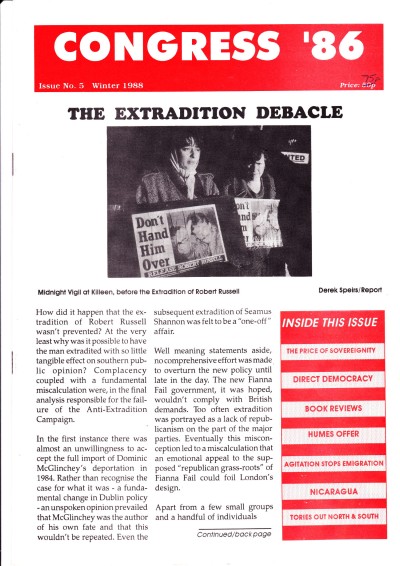 CONGRESS '86
Issue No. 5 Winter 1988
Price: 50p
75p
THE EXTRADITION DEBACLE
Don't
Hand
Him
Over
RELEASE ROBERT RUSSELL
on't
nd
m
er
NTED
Midnight Vigil at Killeen, before the Extradition of Robert Russell
Derek Speirs/Report
How did it happen that the ex-
tradition of Robert Russell
wasn't prevented? At the very
least why was it possible to have
the man extradited with so little
tangible effect on southern pub-
lic opinion? Complacency
coupled with a fundamental
miscalculation were, in the final
analysis responsible for the fail-
ure of the Anti-Extradition
Campaign.
In the first instance there was
almost an unwillingness to ac-
cept the full import of Dominic
McGlinchey's deportation in
1984. Rather than recognise the
case for what it was - a funda-
mental change in Dublin policy
- an unspoken opinion prevailed
that McGlinchey was the author
of his own fate and that this
wouldn't be repeated. Even the
subsequent extradition of Seamus
Shannon was felt to be a "one-off"
affair.
Well meaning statements aside,
no comprehensive effort was made
to overturn the new policy until
late in the day. The new Fianna
Fail government, it was hoped,
wouldn't comply with British
demands. Too often extradition
was portrayed as a lack of repub-
licanism on the part of the major
parties. Eventually this miscon-
ception led to a miscalculation that
an emotional appeal to the sup-
posed "republican grass-roots" of
Fianna Fail could foil London's
design.
Apart from a few small groups
and a handful of individuals
Continued/back page
INSIDE THIS ISSUE
THE PRICE OF SOVEREIGNITY
DIRECT DEMOCRACY
BOOK REVIEWS
HUMES OFFER
AGITATION STOPS EMIGRATION
NICARAGUA
TORIES OUT NORTH & SOUTH